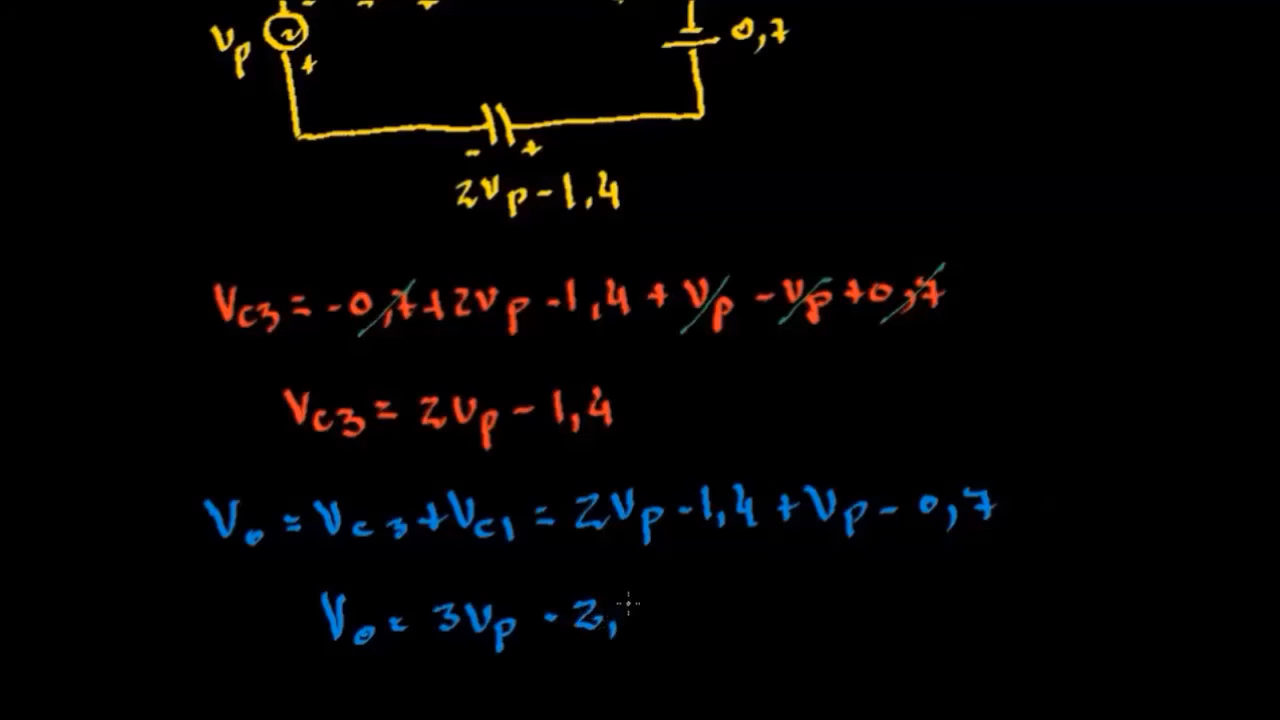 Vp
+
0,7
- +
2Vp - 1,4
Vc3 = -0,7 + 2Vp - 1,4 + Vp - Vp + 0,7
Vc3 = 2Vp - 1,4
Vo = Vc3 + Vc1 = 2Vp - 1,4 + Vp - 0,7
Vo = 3Vp - 2,